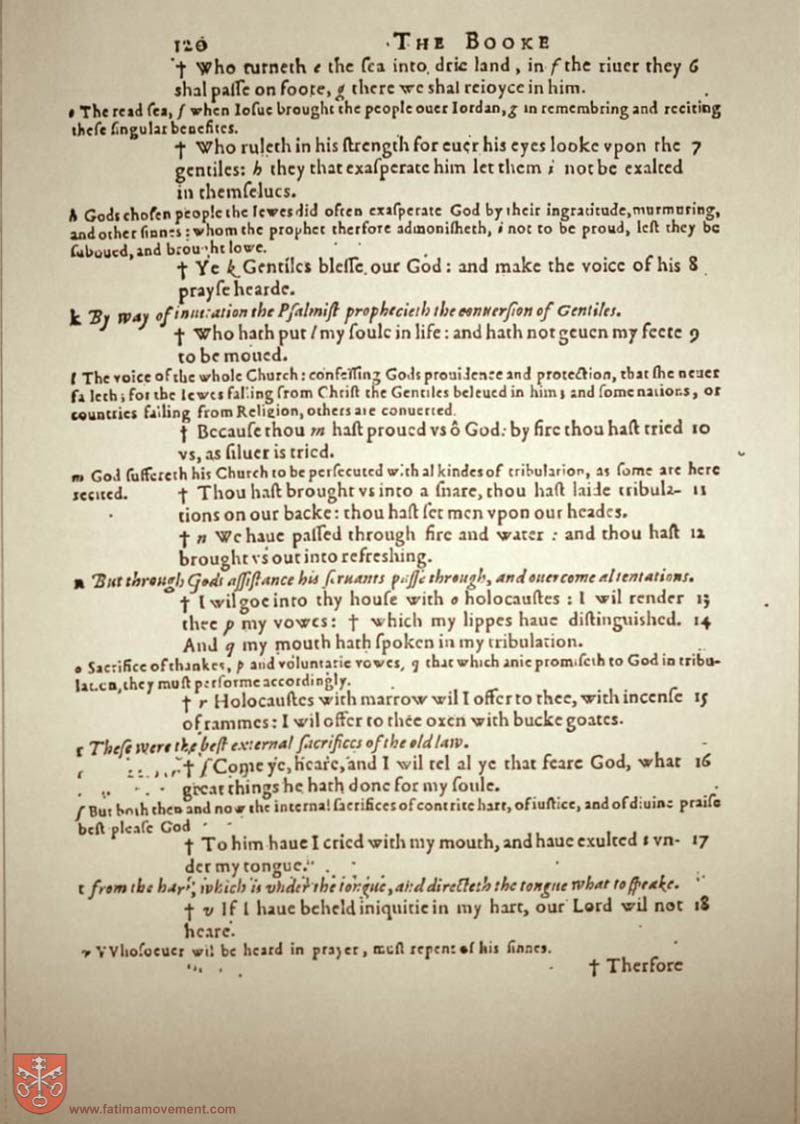 120 THE BOOKE
† Who turneth e the ſea into drie land, in f the riuer they 6
shal paſſe on foote, g there we shal reioyce in him.
e The read ſea, f when Ioſue brought the people ouer Iordan, g in remembring and reciting
theſe ſingular benefites.
† Who ruleth in his ſtrength for euer his eyes looke vpon the 7
gentiles: h they that exaſperate him let them i not be exalted
in themſelues.
h Gods choſen people the Iewes did often exaſperate God by their ingratitude, murmuring,
and other ſinnes: whom the prophet therfore admoniſheth, i not to be proud, leſt they be
ſubdued, and brought lowe.
† Ye k Gentiles bleſſe our God: and make the voice of his 8
prayſe hearde.
k By way of inuitation the Pſalmiſt prophecieth the conuerſion of Gentiles.
† Who hath put l my ſoule in life: and hath not geuen my feete 9
to be moued.
l The voice of the whole Church: confeſſing Gods prouidence and protection, that ſhe neuer
faileth; for the Iewes falling from Chriſt the Gentiles beleued in him; and ſome nations, or
countries falling from Religion, others are conuerted.
† Becauſe thou m haſt proued vs ô God: by fire thou haſt tried 10
vs, as ſiluer is tried.
m God ſuffereth his Church to be perſecuted with al kindes of tribulation, as ſome are here
recited. † Thou haſt brought vs into a ſnare, thou haſt laide tribula- 11
tions on our backe: thou haſt ſet men vpon our heades.
† n We haue paſſed through fire and water: and thou haſt 12
brought vs out into refreshing.
n But through Gods aſſiſtance his ſeruants paſſe through, and ouercome al tentations.
† I wil goe into thy houſe with o holocauſtes: I wil render 13
thee p my vowes: † which my lippes haue diſtinguished. 14
And q my mouth hath ſpoken in my tribulation.
o Sacrifice of thankes, p and voluntarie vowes, q that which anie promiſeth to God in tribu-
lation, they muſt performe accordingly.
† r Holocauſtes with marrow wil I offer to thee, with incenſe 15
of rammes: I wil offer to thee oxen with bucke goates.
r Theſe were the beſt external ſacrifices of the old law.
† ſ Come ye, heare, and I wil tel al ye that feare God, what 16
great things he hath done for my ſoule.
ſ But both then and now the internal ſacrifices of contrite hart, of iuſtice, and of diuine praiſe
beſt pleaſe God
† To him haue I cried with my mouth, and haue exulted t vn- 17
der my tongue.
t from the hart, which is vnder the tongue, and directeth the tongue what to ſpeake.
† v If I haue beheld iniquitie in my hart, our Lord wil not 18
heare.
v VVhoſoeuer wil be heard in prayer, muſt repent of his ſinnes.
† Therfore
www.fatimamovement.com